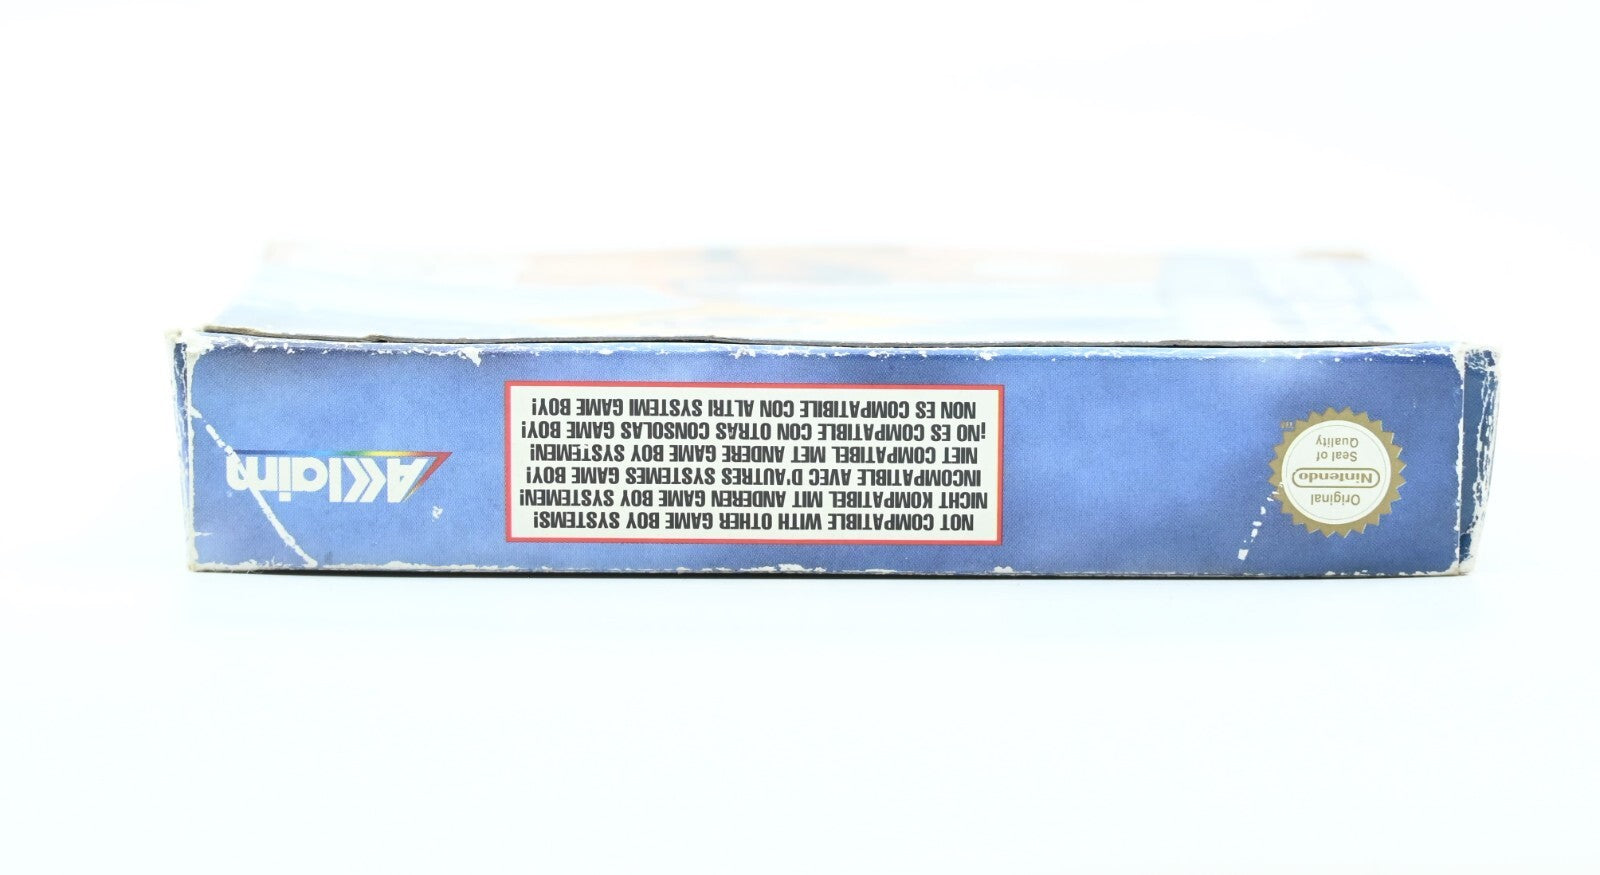 Original
Nintendo
Seal of
Quality
TM
NOT COMPATIBLE WITH OTHER GAME BOY SYSTEMS!
NICHT KOMPATIBEL MIT ANDEREN GAME BOY SYSTEMEN!
INCOMPATIBLE AVEC D'AUTRES SYSTEMES GAME BOY!
NIET COMPATIBEL MET ANDERE GAME BOY SYSTEMEN!
¡NO ES COMPATIBLE CON OTRAS CONSOLAS GAME BOY!
NON ES COMPATIBILE CON ALTRI SYSTEMI GAME BOY!
AKKlaim®